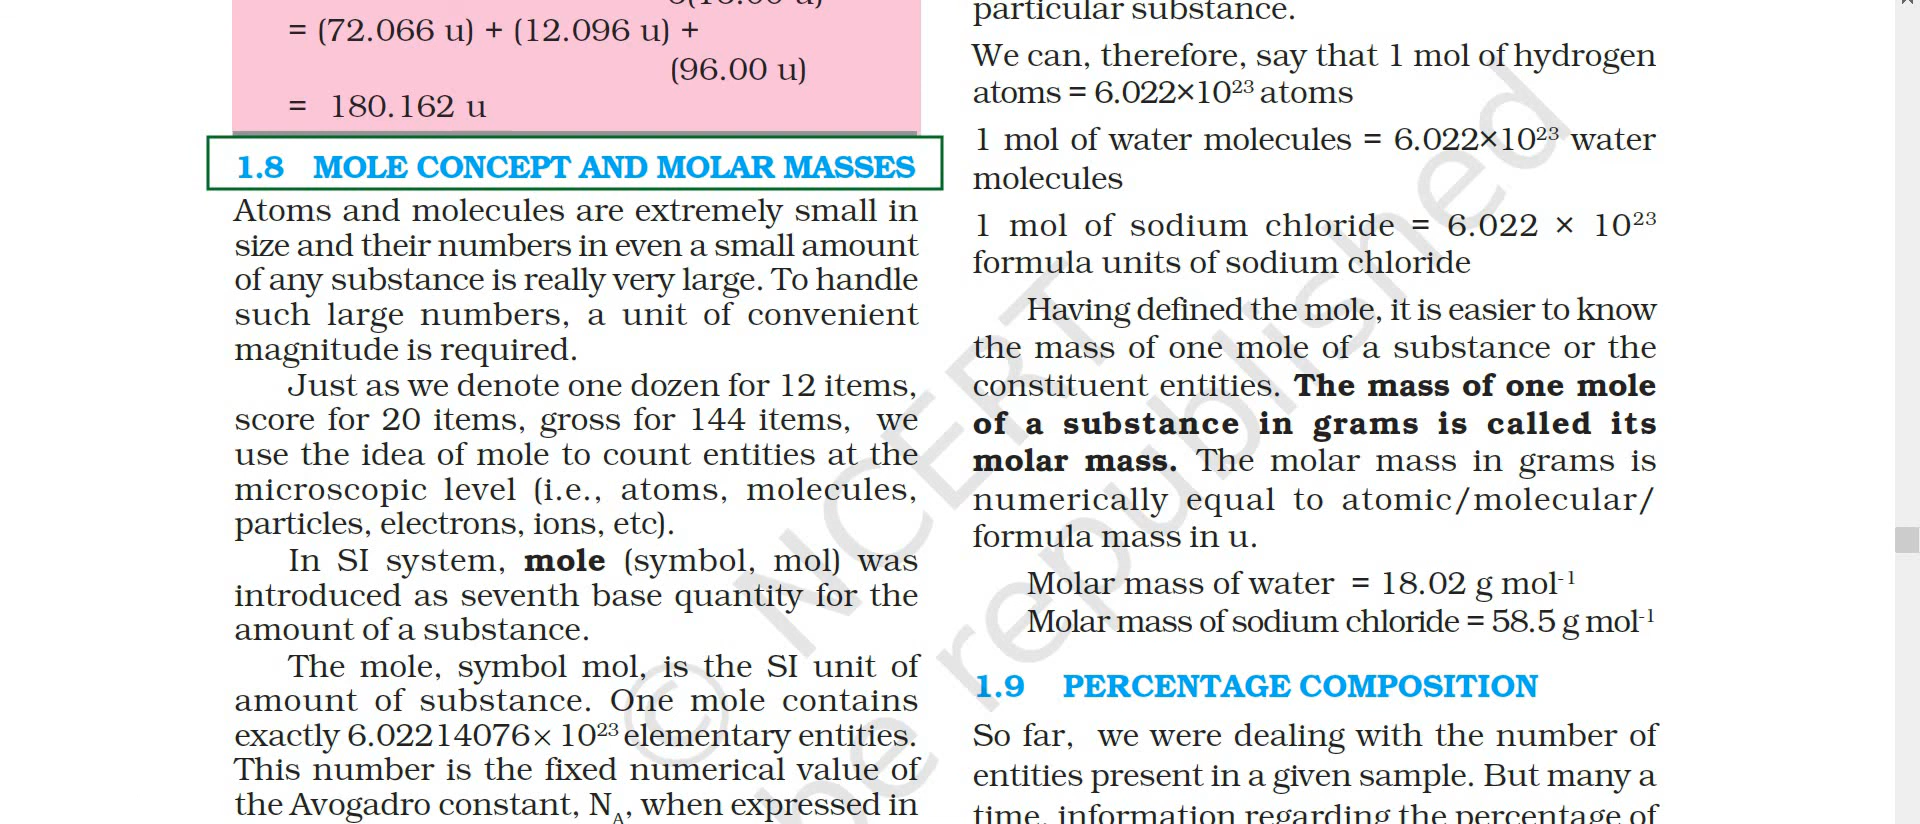 = (72.066 u) + (12.096 u) +
(96.00 u)
= 180.162 u
1.8 MOLE CONCEPT AND MOLAR MASSES
Atoms and molecules are extremely small in
size and their numbers in even a small amount
of any substance is really very large. To handle
such large numbers, a unit of convenient
magnitude is required.
Just as we denote one dozen for 12 items,
score for 20 items, gross for 144 items, we
use the idea of mole to count entities at the
microscopic level (i.e., atoms, molecules,
particles, electrons, ions, etc).
In SI system, mole (symbol, mol) was
introduced as seventh base quantity for the
amount of a substance.
The mole, symbol mol, is the SI unit of
amount of substance. One mole contains
exactly 6.02214076× 10²³ elementary entities.
This number is the fixed numerical value of
the Avogadro constant, N_A, when expressed in
particular substance.
We can, therefore, say that 1 mol of hydrogen
atoms = 6.022×10²³ atoms
1 mol of water molecules = 6.022×10²³ water
molecules
1 mol of sodium chloride = 6.022 × 10²³
formula units of sodium chloride
Having defined the mole, it is easier to know
the mass of one mole of a substance or the
constituent entities. The mass of one mole
of a substance in grams is called its
molar mass. The molar mass in grams is
numerically equal to atomic/molecular/
formula mass in u.
Molar mass of water = 18.02 g mol⁻¹
Molar mass of sodium chloride = 58.5 g mol⁻¹
1.9 PERCENTAGE COMPOSITION
So far, we were dealing with the number of
entities present in a given sample. But many a
time, information regarding the percentage of
© NCERT
be republished